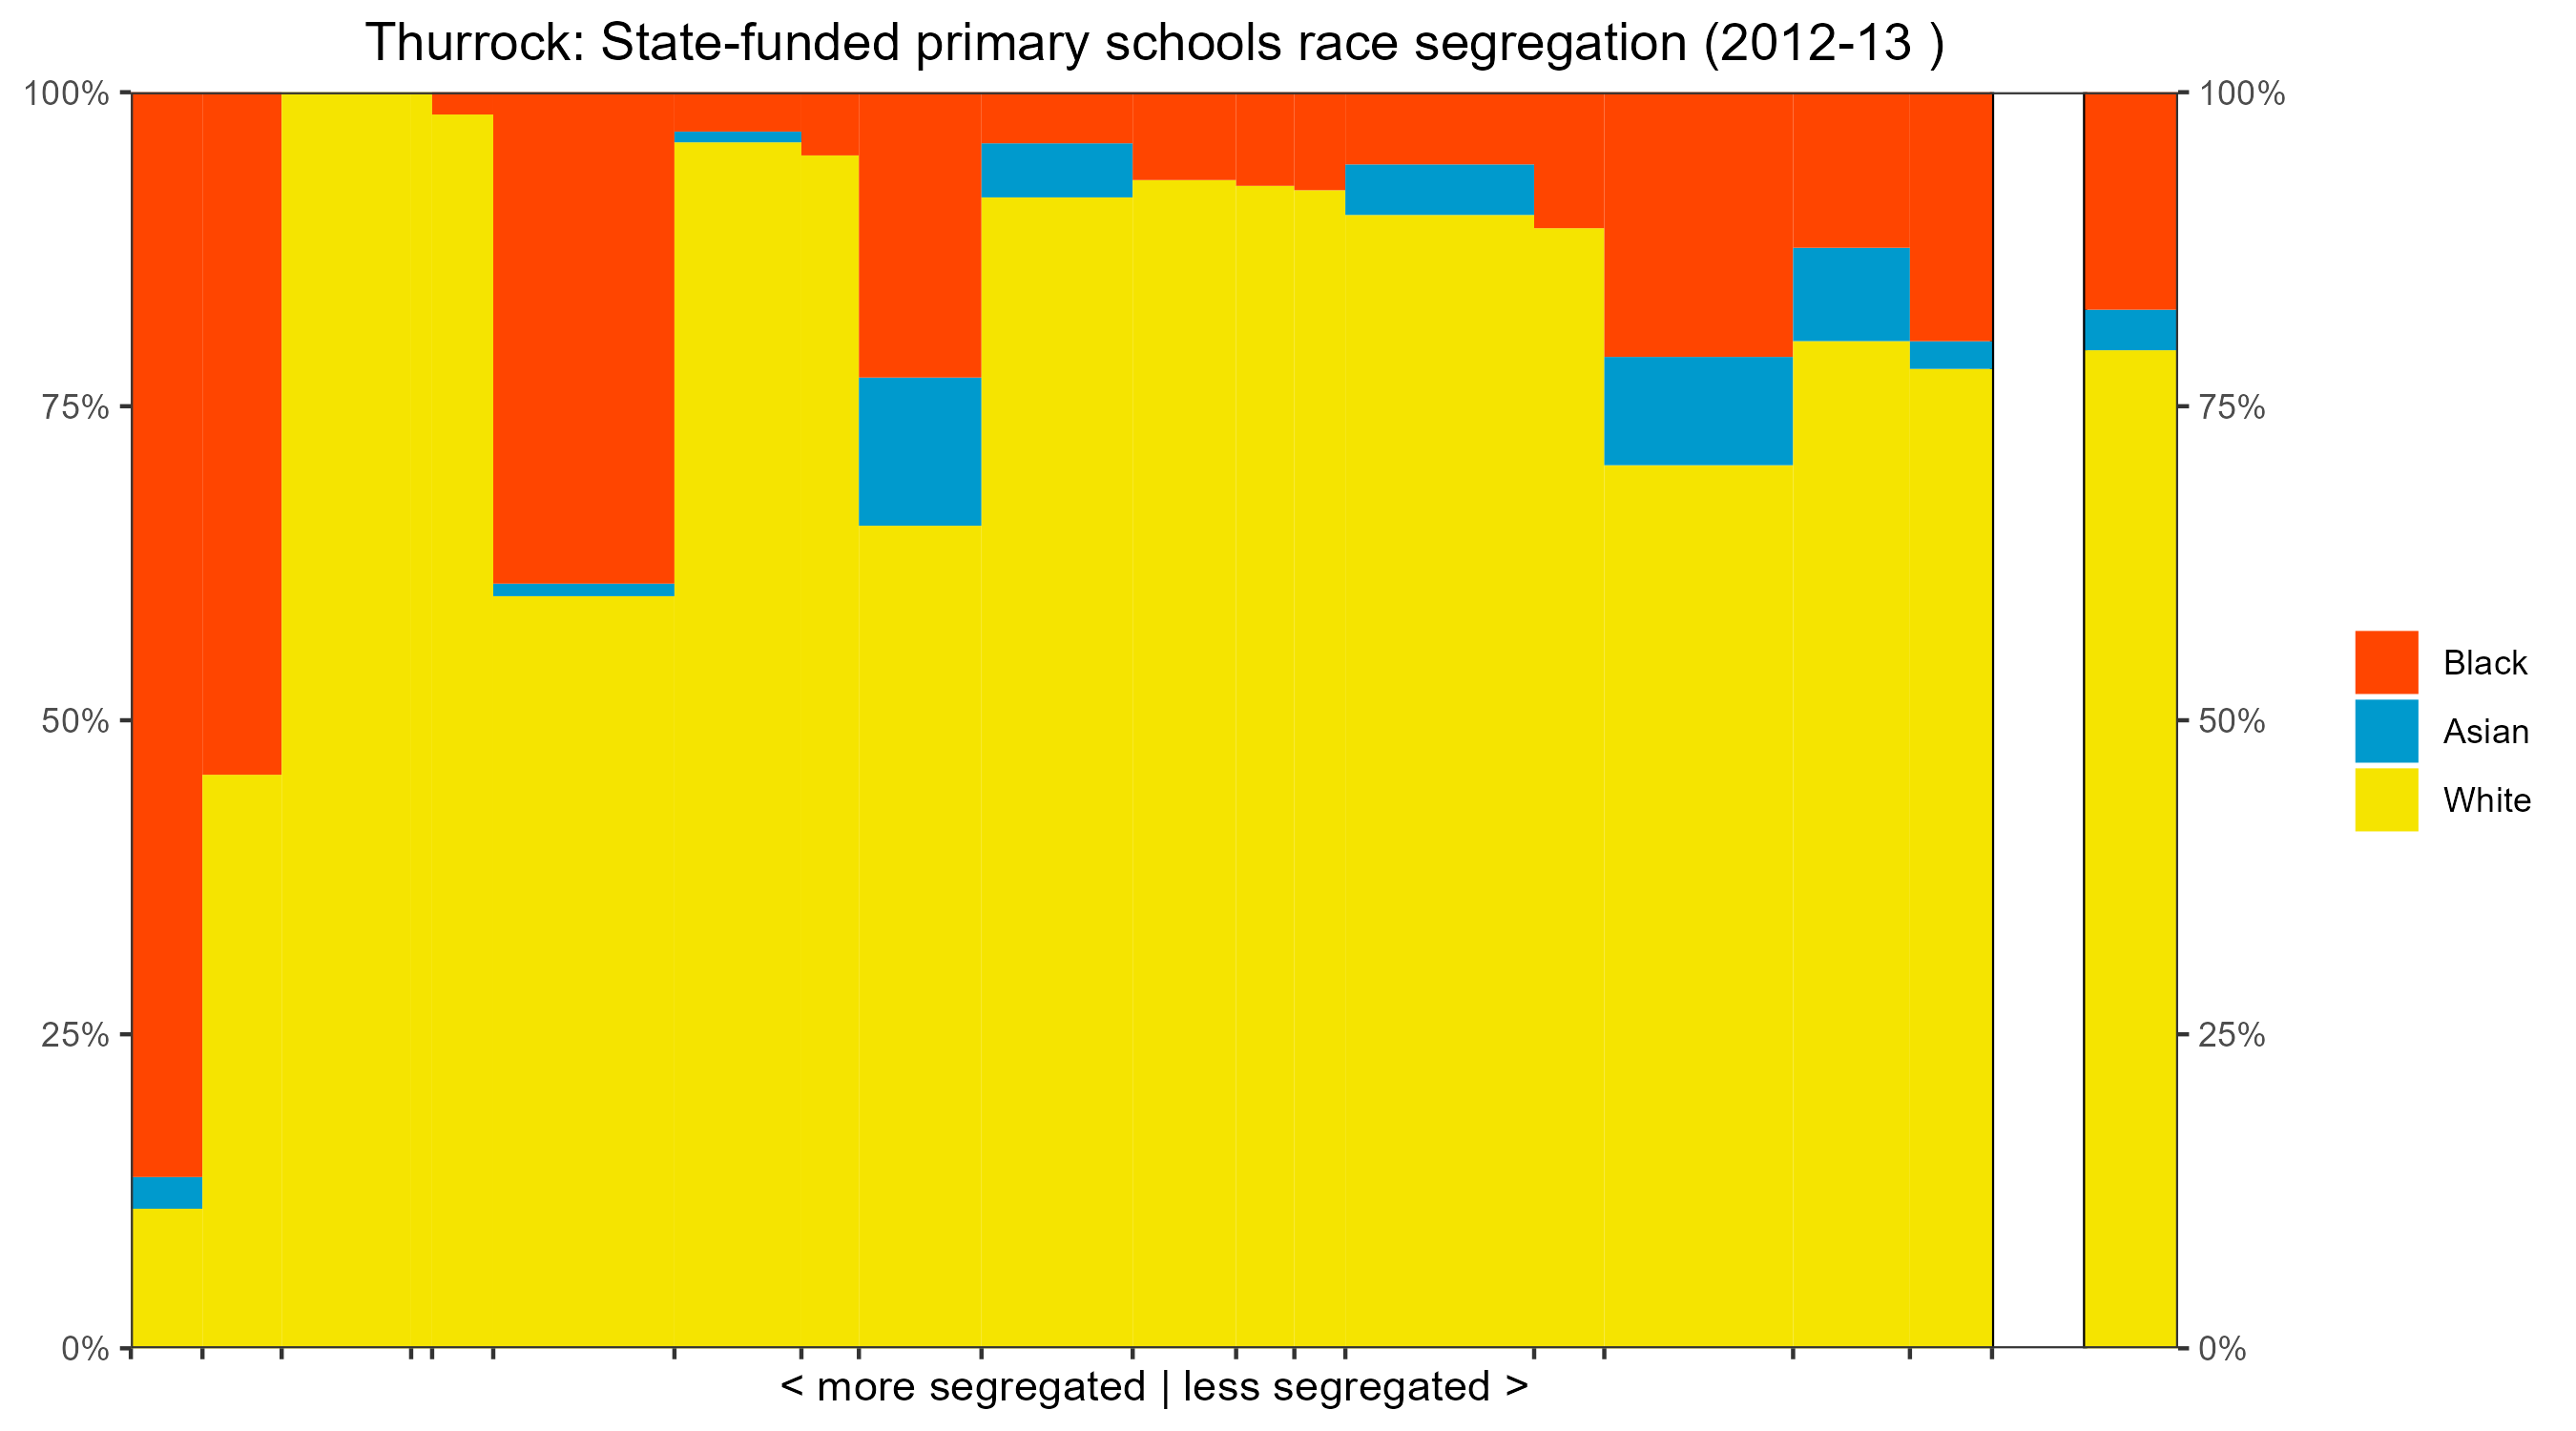 Thurrock: State-funded primary schools race segregation (2012-13 )
100%
75%
50%
25%
0%
100%
75%
50%
25%
0%
Black
Asian
White
< more segregated | less segregated >